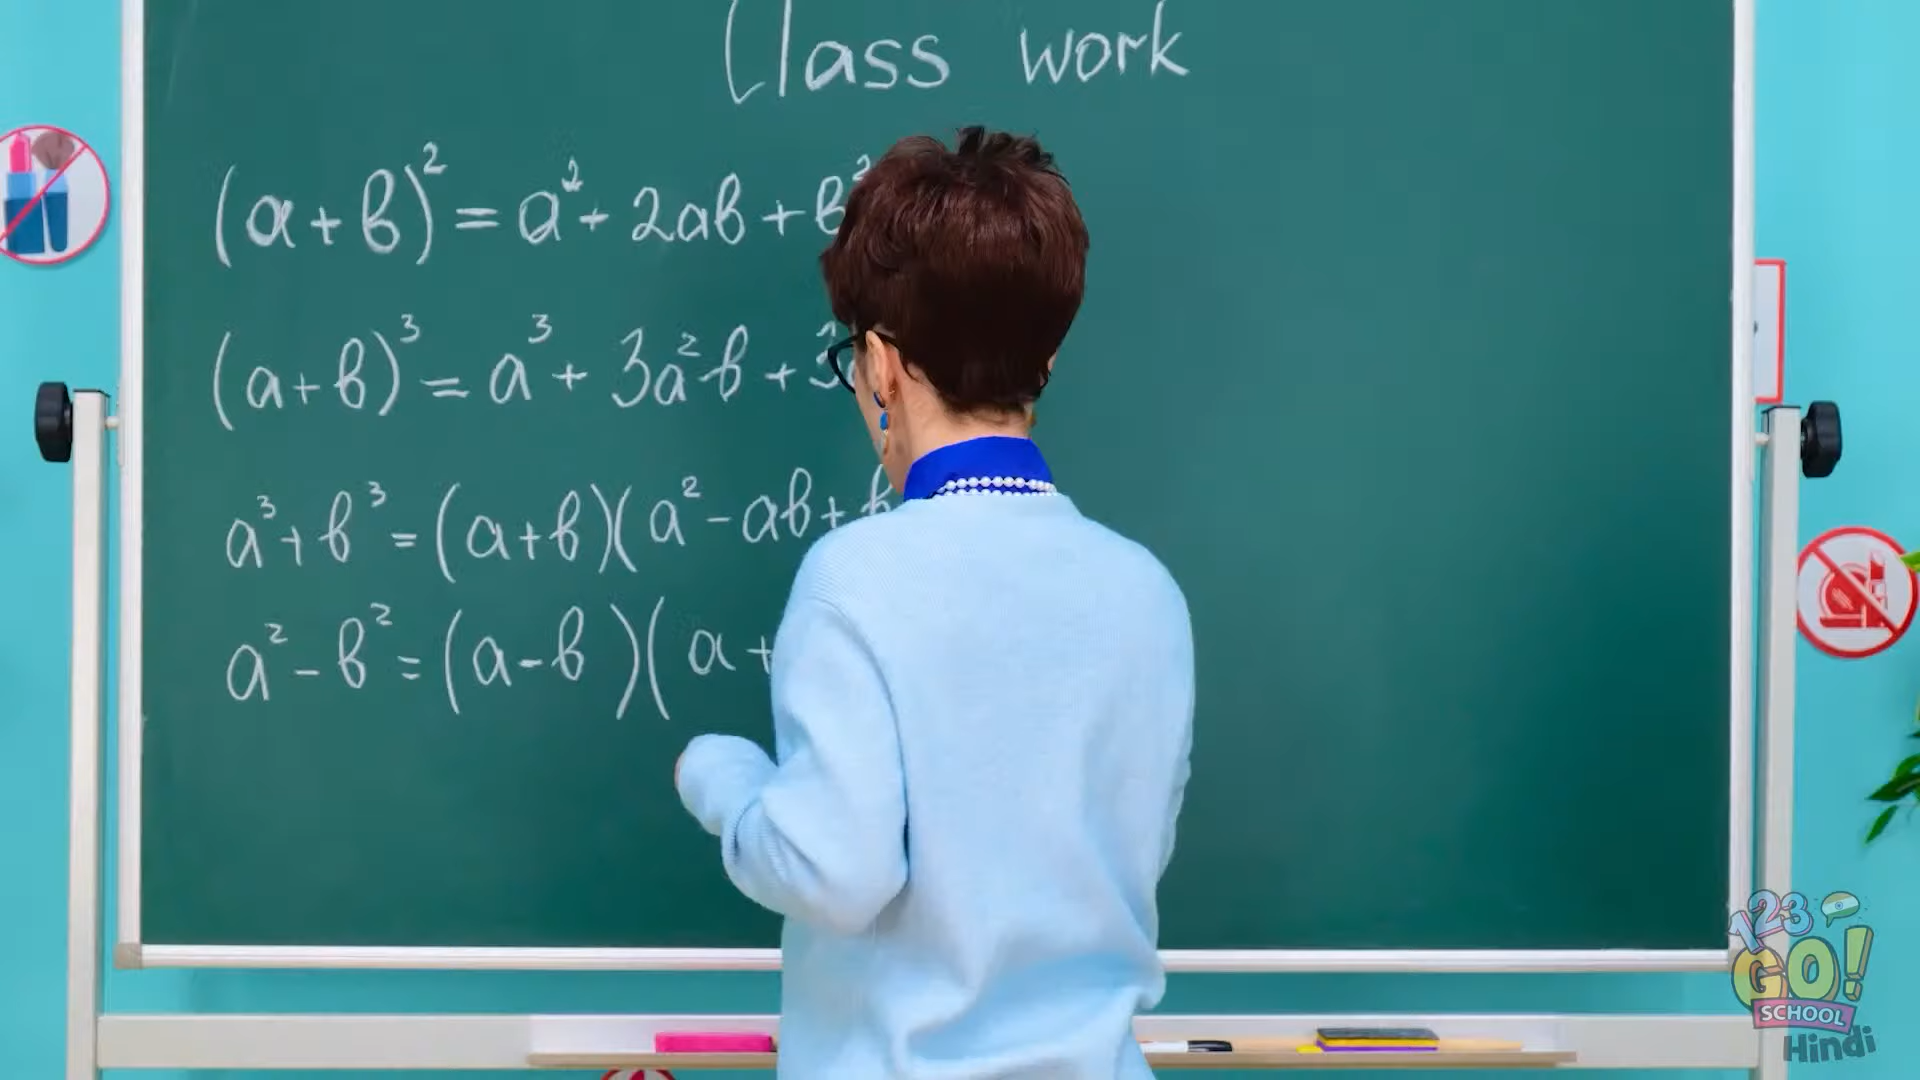 Class work
(a+b)² = a² + 2ab + b²
(a+b)³ = a³ + 3a²b + 3
a³+b³ = (a+b)(a²-ab+b
a²-b² = (a-b)(a+
123
GO!
SCHOOL
Hindi